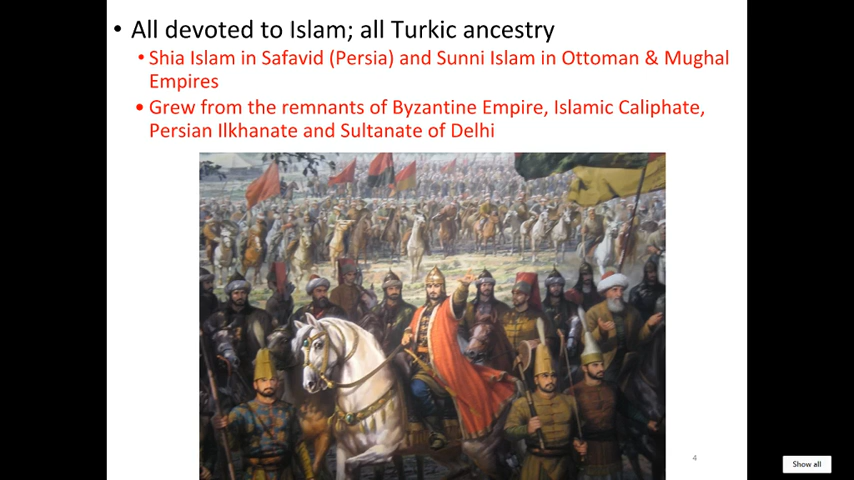 • All devoted to Islam; all Turkic ancestry
• Shia Islam in Safavid (Persia) and Sunni Islam in Ottoman & Mughal
Empires
• Grew from the remnants of Byzantine Empire, Islamic Caliphate,
Persian Ilkhanate and Sultanate of Delhi
4
Show all